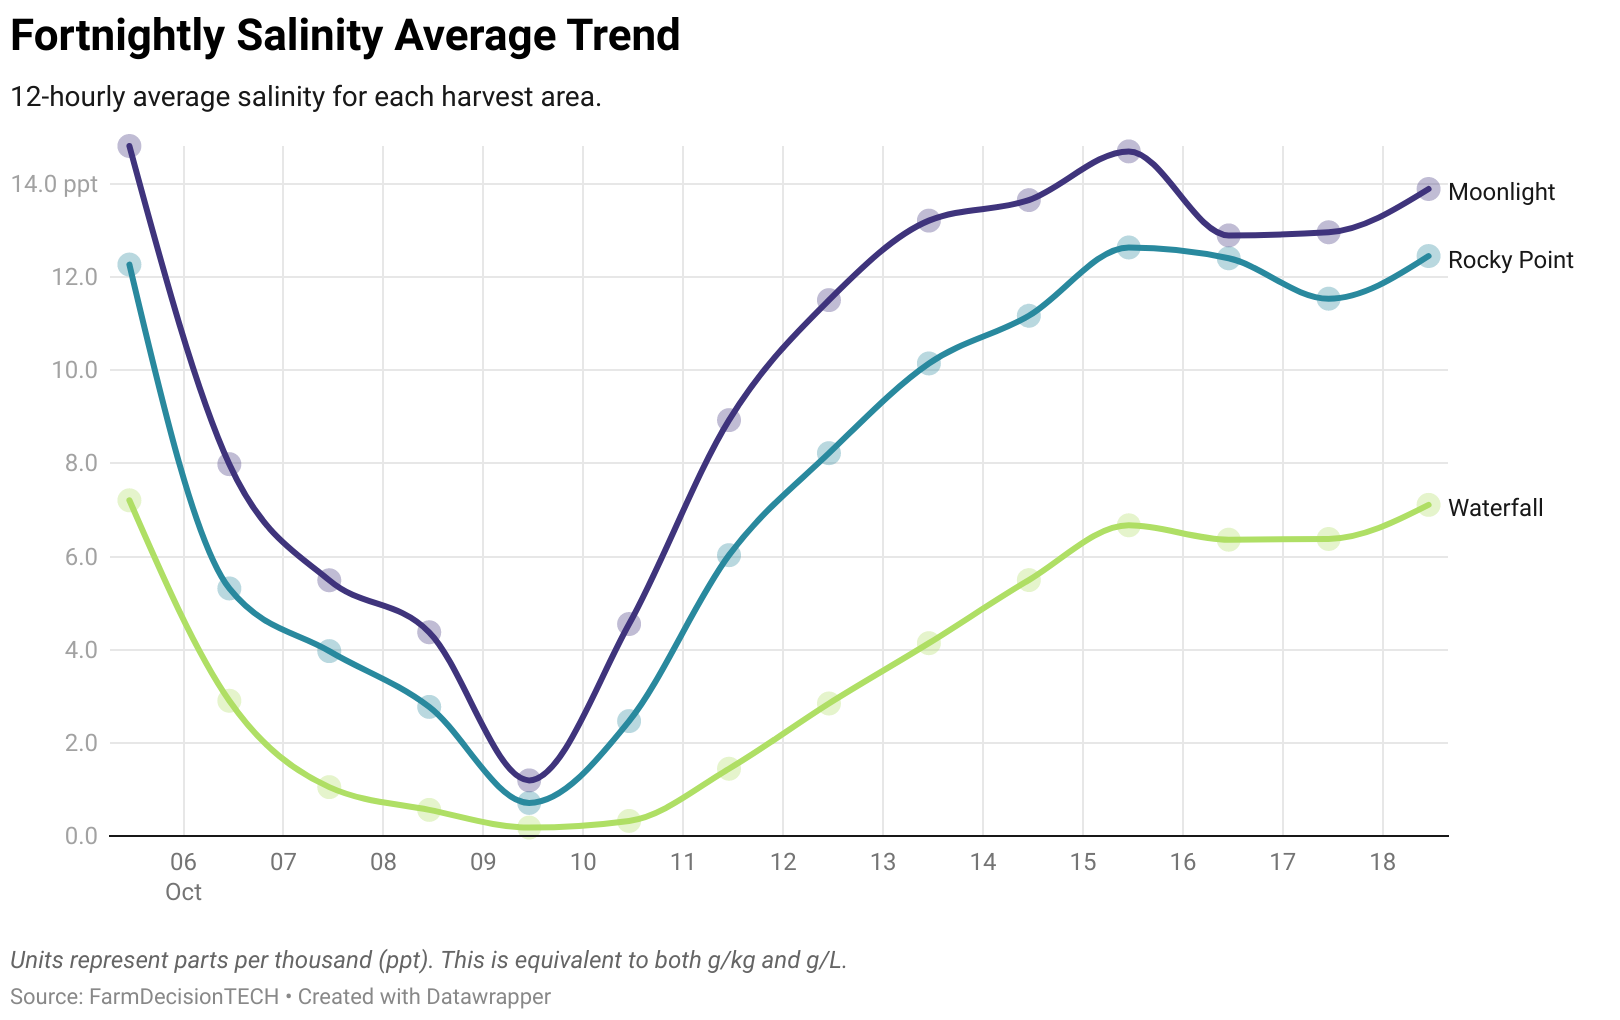 Fortnightly Salinity Average Trend
12-hourly average salinity for each harvest area.
14.0 ppt
12.0
10.0
8.0
6.0
4.0
2.0
0.0
Moonlight
Rocky Point
Waterfall
06 07 08 09 10 11 12 13 14 15 16 17 18
Oct
Units represent parts per thousand (ppt). This is equivalent to both g/kg and g/L.
Source: FarmDecisionTECH • Created with Datawrapper